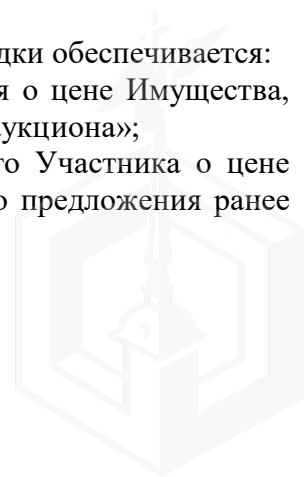 дки обеспечивается:
я о цене Имущества,
укциона»;
го Участника о цене
о предложения ранее